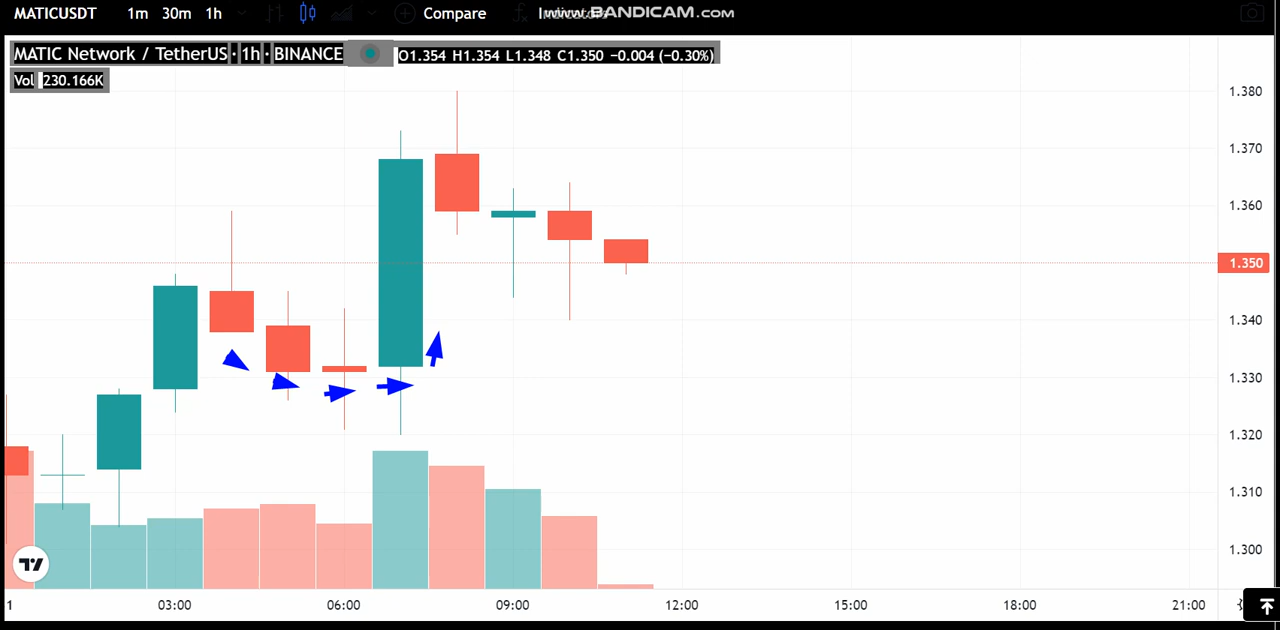 MATICUSDT 1m 30m 1h Compare www.BANDICAM.com
MATIC Network / TetherUS · 1h · BINANCE O1.354 H1.354 L1.348 C1.350 −0.004 (−0.30%)
Vol 230.166K
1.380
1.370
1.360
1.350
1.340
1.330
1.320
1.310
1.300
1 03:00 06:00 09:00 12:00 15:00 18:00 21:00